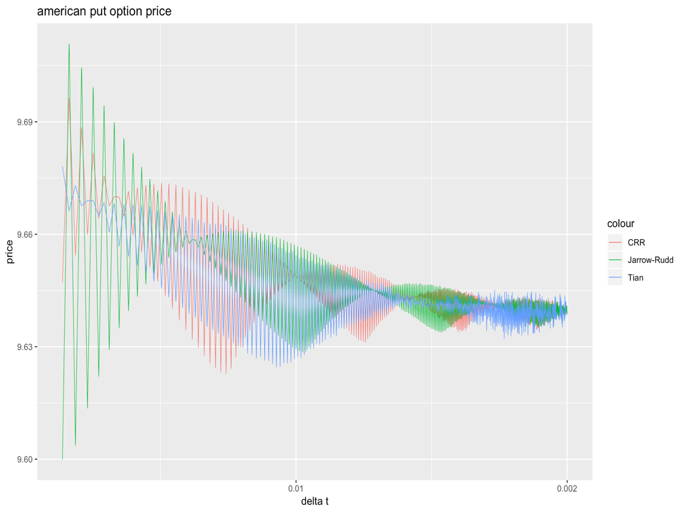 american put option price
price
9.69
9.66
9.63
9.60
0.01
0.002
delta t
colour
CRR
Jarrow-Rudd
Tian